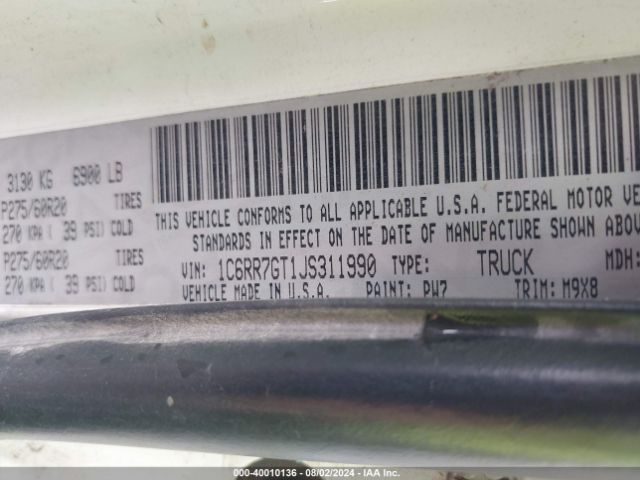 3130 KG 6900 LB
P275/60R20 TIRES
270 KPA ( 39 PSI) COLD
P275/60R20 TIRES
270 KPA ( 39 PSI) COLD
THIS VEHICLE CONFORMS TO ALL APPLICABLE U.S.A. FEDERAL MOTOR
STANDARDS IN EFFECT ON THE DATE OF MANUFACTURE SHOWN
VIN: 1C6RR7GT1JS311990 TYPE: TRUCK MDH:
VEHICLE MADE IN U.S.A. PAINT: PW7 TRIM: M9X8
000-40010136 - 08/02/2024 - IAA Inc.